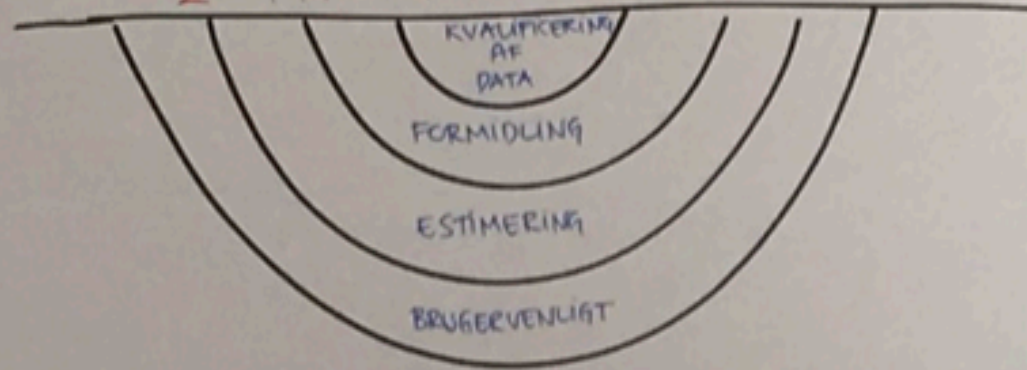 KVALIFICERING
AF
DATA
FORMIDLING
ESTIMERING
BRUGERVENLIGT